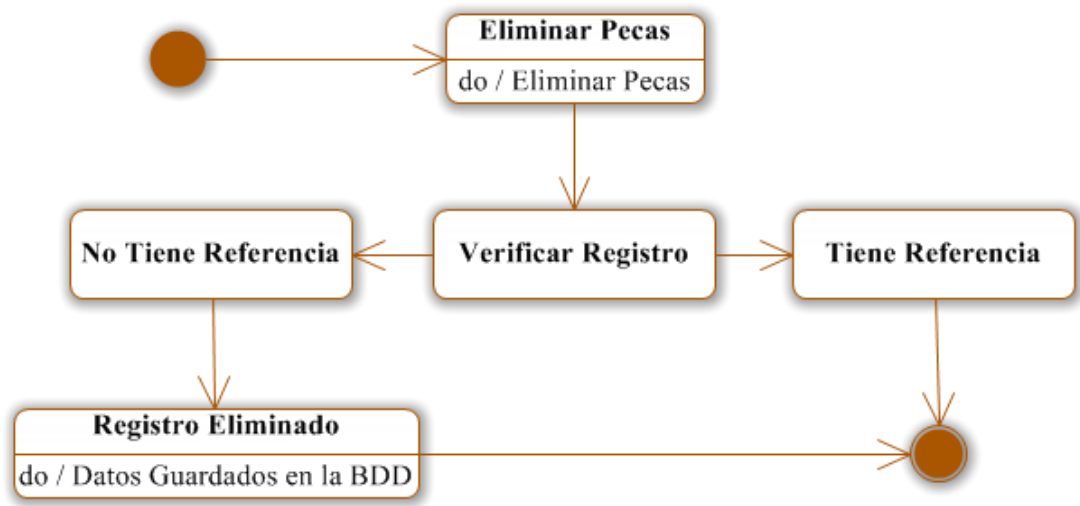 Eliminar Pecas
do / Eliminar Pecas
No Tiene Referencia
Verificar Registro
Tiene Referencia
Registro Eliminado
do / Datos Guardados en la BDD